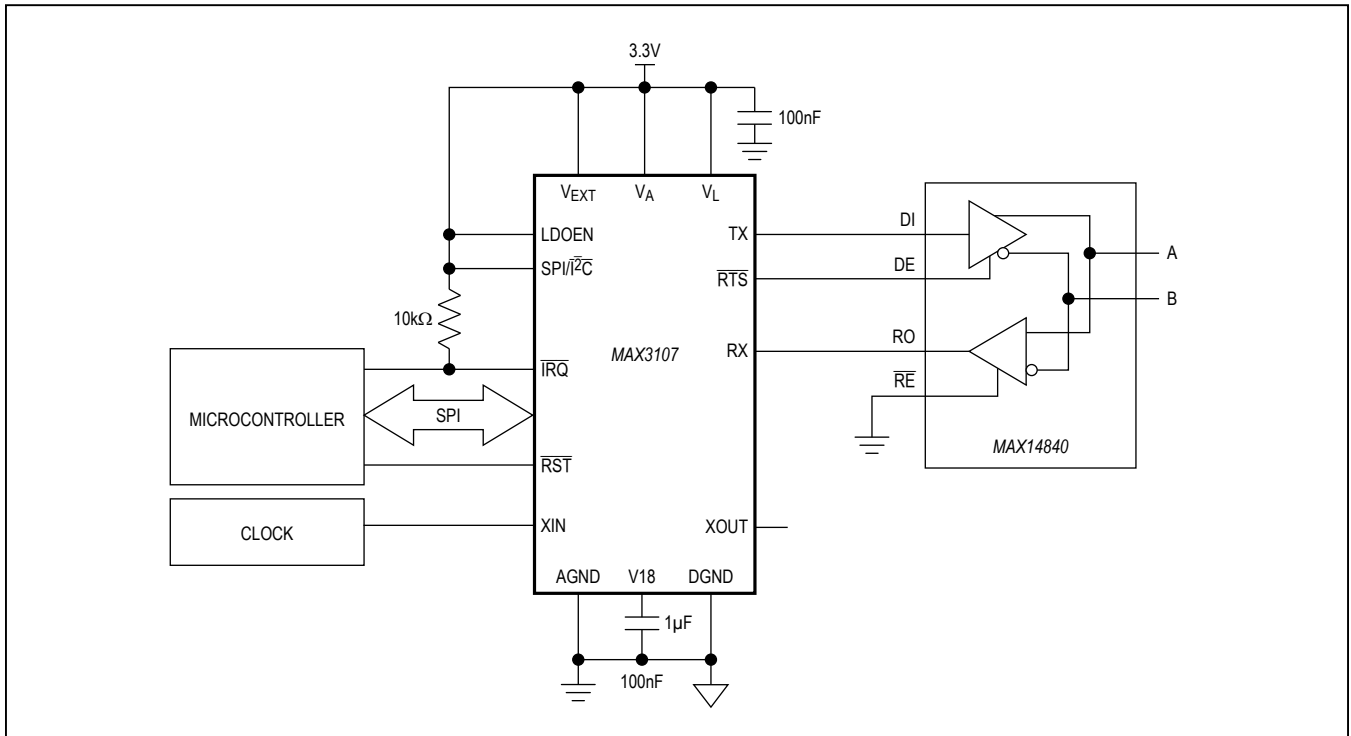 3.3V
100nF
VEXT
VA
VL
LDOEN
SPI/I2C
10kΩ
IRQ
MICROCONTROLLER
SPI
RST
CLOCK
XIN
MAX3107
TX
RTS
RX
XOUT
AGND
V18
DGND
1µF
100nF
DI
DE
RO
RE
A
B
MAX14840